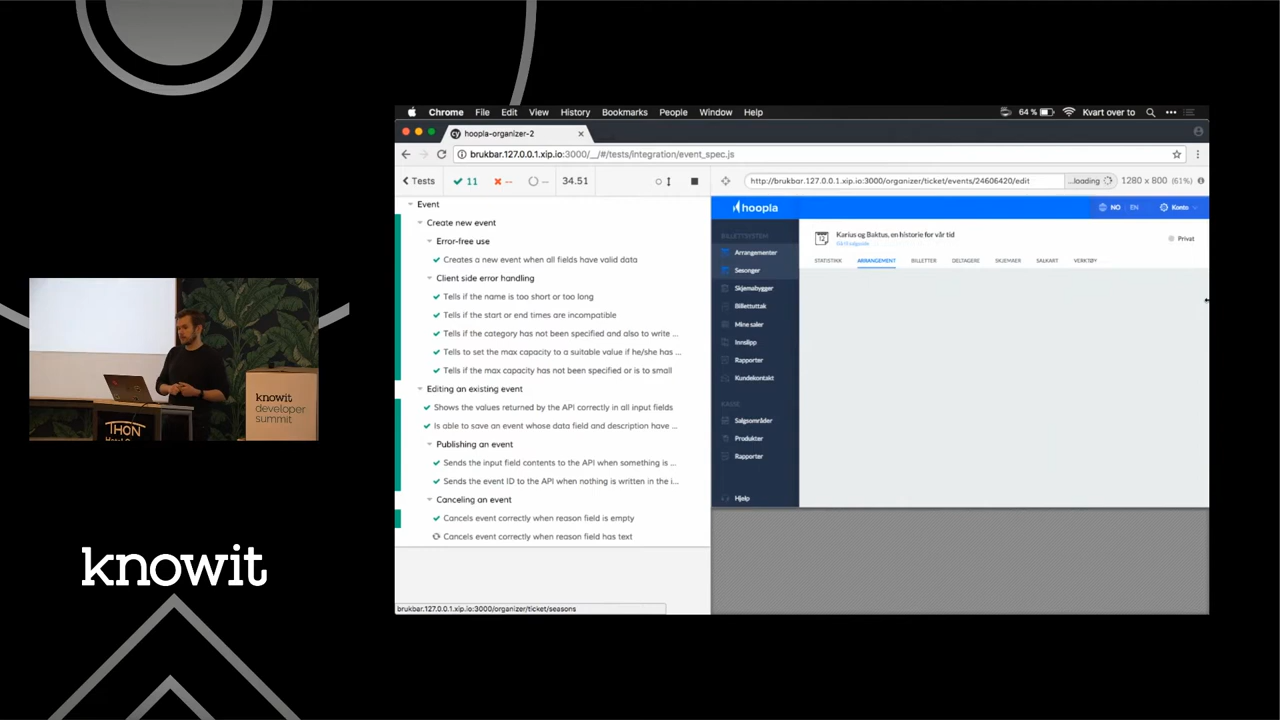 Chrome File Edit View History Bookmarks People Window Help 64 % Kvart over to
hoopla-organizer-2
brukbar.127.0.0.1.xip.io:3000/__/#/tests/integration/event_spec.js
Tests 11 -- -- 34.51
http://brukbar.127.0.0.1.xip.io:3000/organizer/ticket/events/24606420/edit ...loading 1280 x 800 (61%)
Event
Create new event
Error-free use
Creates a new event when all fields have valid data
Client side error handling
Tells if the name is too short or too long
Tells if the start or end times are incompatible
Tells if the category has not been specified and also to write ...
Tells to set the max capacity to a suitable value if he/she has ...
Tells if the max capacity has not been specified or is to small
Editing an existing event
Shows the values returned by the API correctly in all input fields
Is able to save an event whose data field and description have ...
Publishing an event
Sends the input field contents to the API when something is ...
Sends the event ID to the API when nothing is written in the i...
Canceling an event
Cancels event correctly when reason field is empty
Cancels event correctly when reason field has text
brukbar.127.0.0.1.xip.io:3000/organizer/ticket/seasons
hoopla
NO EN Konto
BILLETTSYSTEM
Arrangementer
Sesonger
Skjemabygger
Billettuttak
Mine saler
Innslipp
Rapporter
Kundekontakt
KASSE
Salgsområder
Produkter
Rapporter
Hjelp
12
Karius og Baktus, en historie for vår tid
Privat
STATISTIKK ARRANGEMENT BILLETTER DELTAGERE SKJEMAER SALKART VERKTØY
knowit
developer
summit
THON
knowit